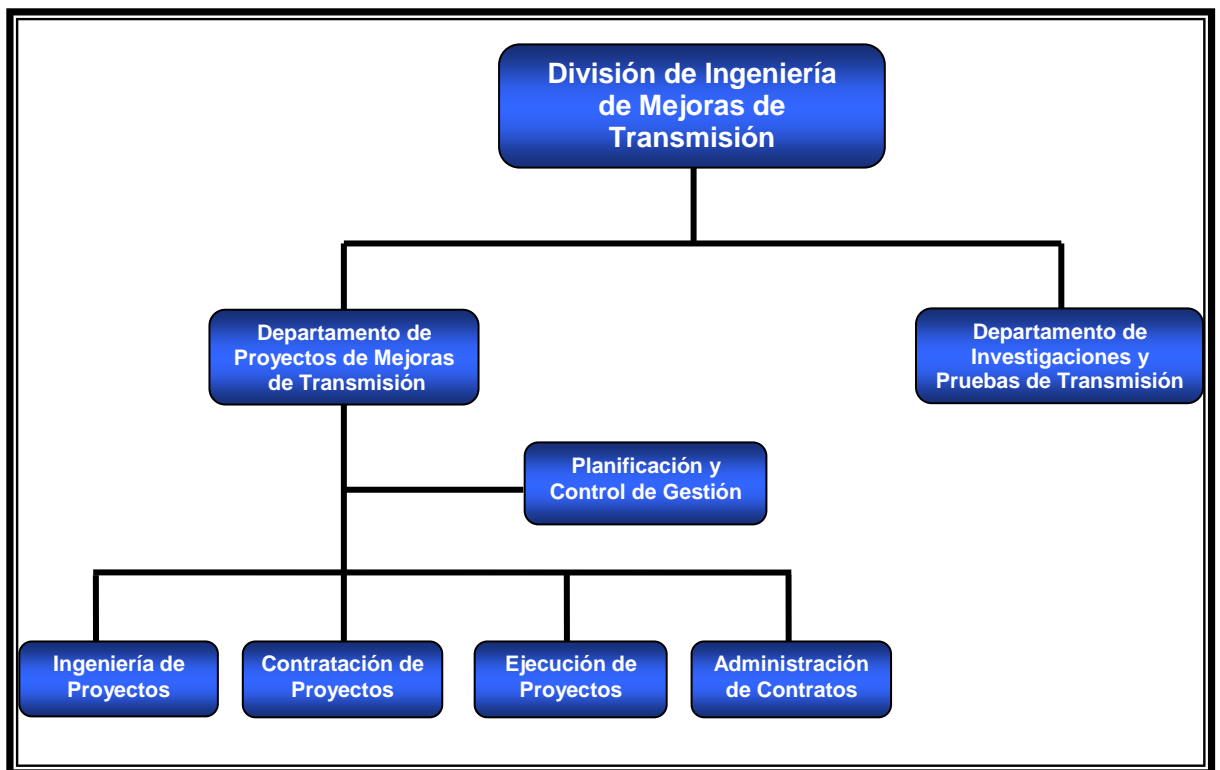 División de Ingeniería
de Mejoras de
Transmisión
Departamento de
Proyectos de Mejoras
de Transmisión
Departamento de
Investigaciones y
Pruebas de Transmisión
Planificación y
Control de Gestión
Ingeniería de
Proyectos
Contratación de
Proyectos
Ejecución de
Proyectos
Administración
de Contratos